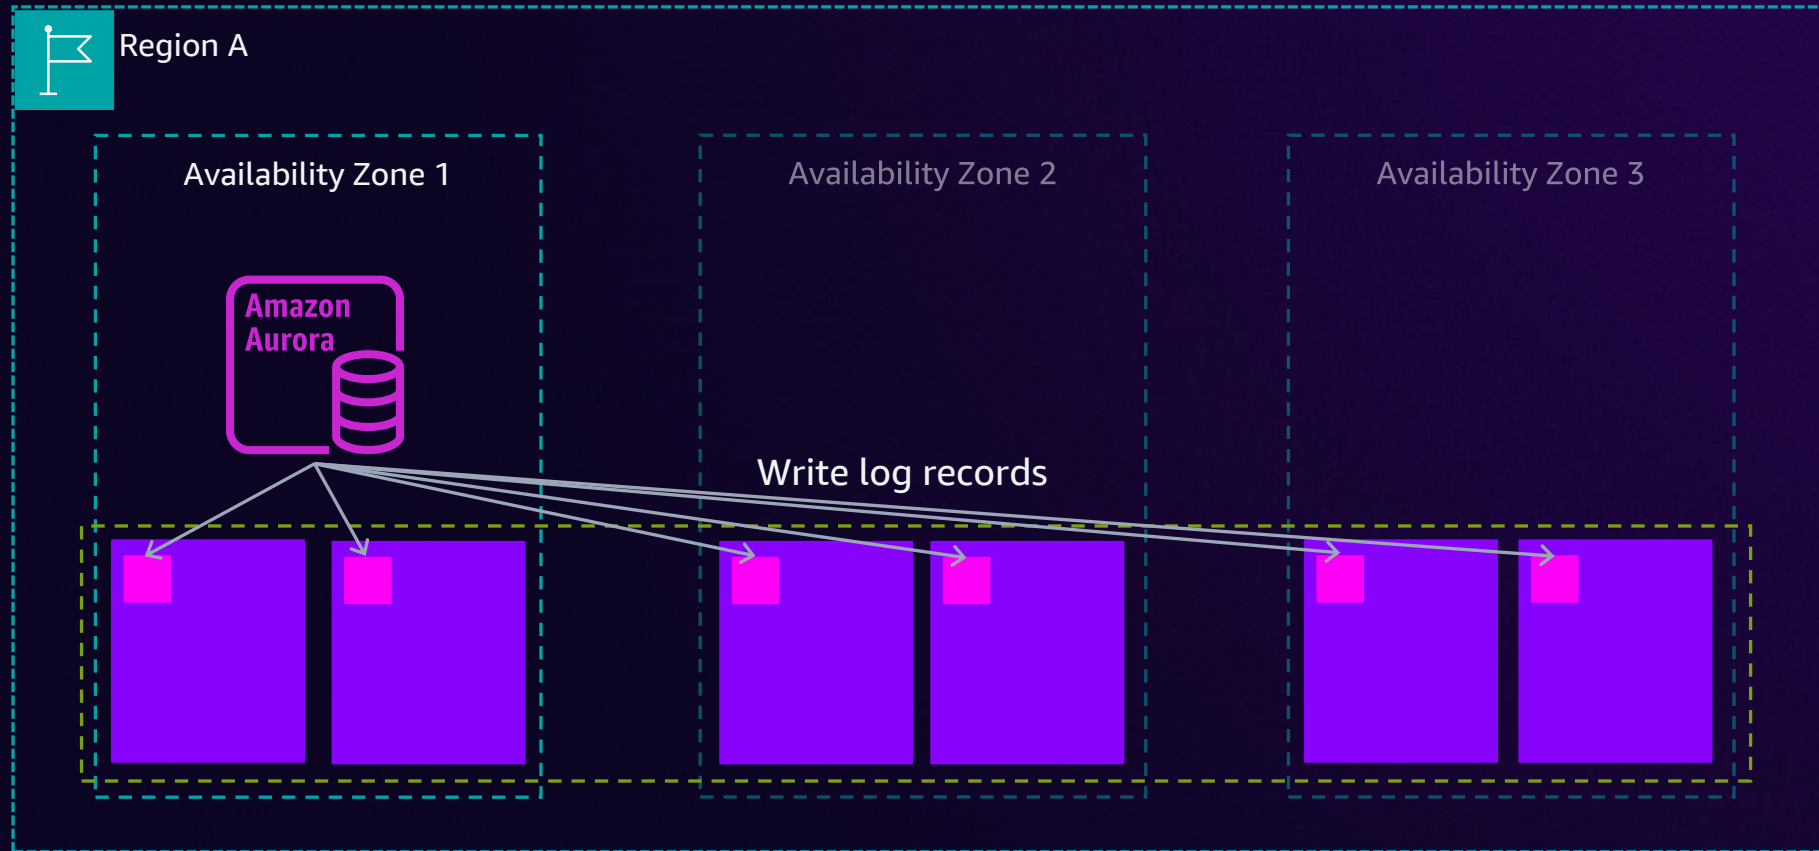 Region A
Availability Zone 1
Availability Zone 2
Availability Zone 3
Amazon
Aurora
Write log records